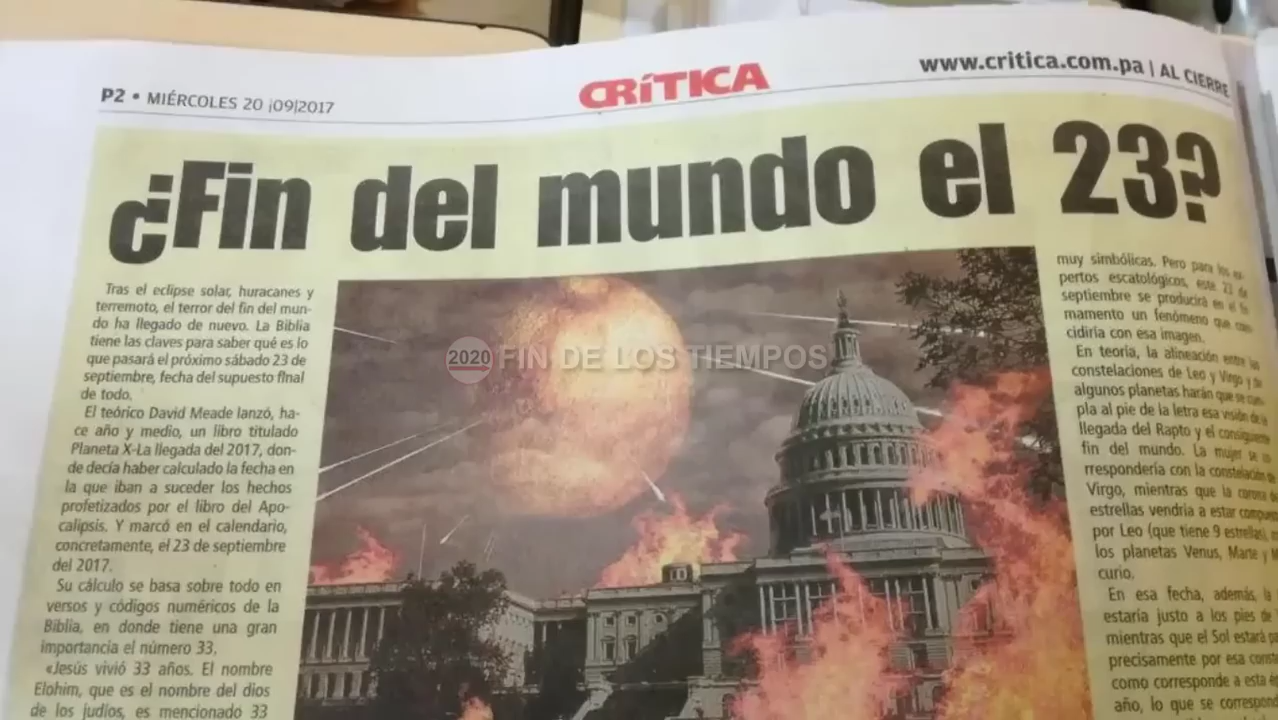 P2 • MIÉRCOLES 20 |09|2017
CRÍTICA
www.critica.com.pa | AL CIERRE
¿Fin del mundo el 23?
Tras el eclipse solar, huracanes y
terremoto, el terror del fin del mun-
do ha llegado de nuevo. La Biblia
tiene las claves para saber qué es lo
que pasará el próximo sábado 23 de
septiembre, fecha del supuesto final
de todo.
El teórico David Meade lanzó, ha-
ce año y medio, un libro titulado
Planeta X-La llegada del 2017, don-
de decía haber calculado la fecha en
la que iban a suceder los hechos
profetizados por el libro del Apo-
calipsis. Y marcó en el calendario,
concretamente, el 23 de septiembre
del 2017.
Su cálculo se basa sobre todo en
versos y códigos numéricos de la
Biblia, en donde tiene una gran
importancia el número 33.
«Jesús vivió 33 años. El nombre
Elohim, que es el nombre del dios
de los judíos, es mencionado 33
2020 FIN DE LOS TIEMPOS
muy simbólicas. Pero para los
pertos escatológicos, este 23 de
septiembre se producirá en el
mamento un fenómeno que
cidiría con esa imagen.
En teoría, la alineación entre las
constelaciones de Leo y Virgo y de
algunos planetas harán que se
pla al pie de la letra esa visión de la
llegada del Rapto y el consiguiente
fin del mundo. La mujer se
rrespondería con la constelación de
Virgo, mientras que la corona de
estrellas vendría a estar
por Leo (que tiene 9 estrellas),
los planetas Venus, Marte y
curio.
En esa fecha, además, la
estaría justo a los pies de
mientras que el Sol estará
precisamente por esa
como corresponde a esta
año, lo que se